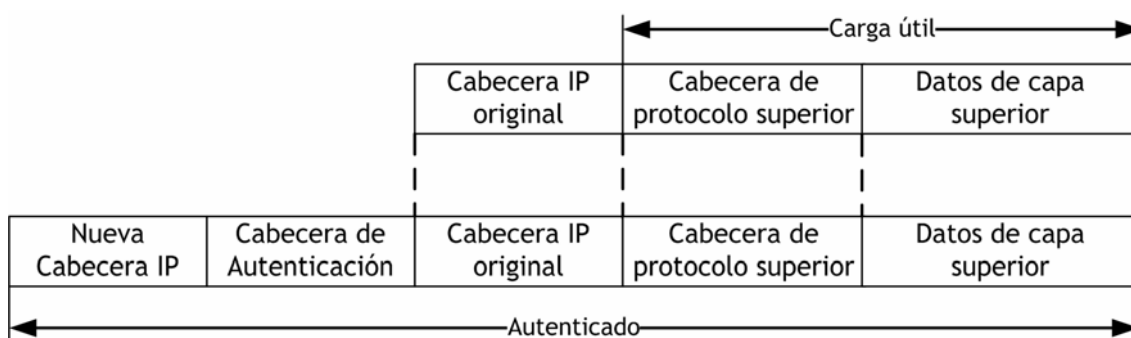 Carga útil
Cabecera IP
original
Cabecera de
protocolo superior
Datos de capa
superior
Nueva
Cabecera IP
Cabecera de
Autenticación
Cabecera IP
original
Cabecera de
protocolo superior
Datos de capa
superior
Autenticado